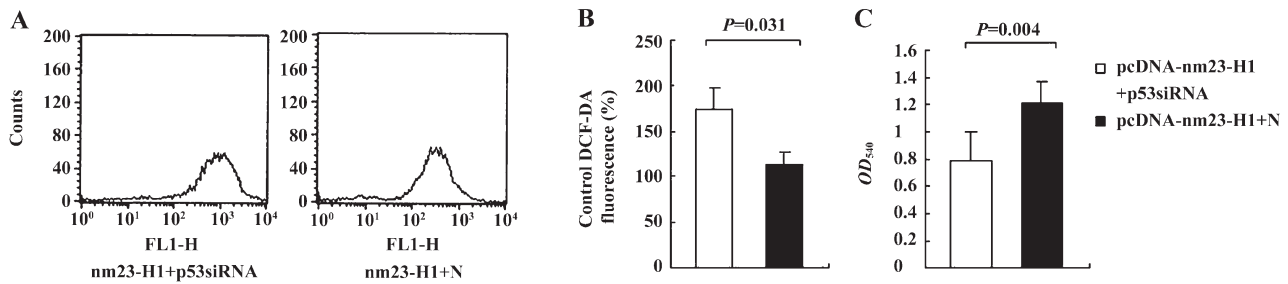 A
200
160
120
80
40
0
Counts
10⁰ 10¹ 10² 10³ 10⁴
FL1-H
nm23-H1+p53siRNA
200
160
120
80
40
0
10⁰ 10¹ 10² 10³ 10⁴
FL1-H
nm23-H1+N
B
P=0.031
250
200
150
100
50
0
Control DCF-DA
fluorescence (%)
C
P=0.004
1.6
1.4
1.2
1.0
0.8
0.6
0.4
0.2
0
OD₅₄₀
pcDNA-nm23-H1
+p53siRNA
pcDNA-nm23-H1+N